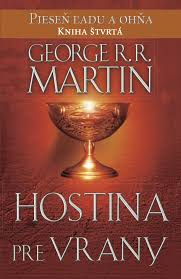 PIESEŇ ĽADU A OHŇA
KNIHA ŠTVRTÁ
GEORGE R. R.
MARTIN
HOSTINA
PRE VRANY